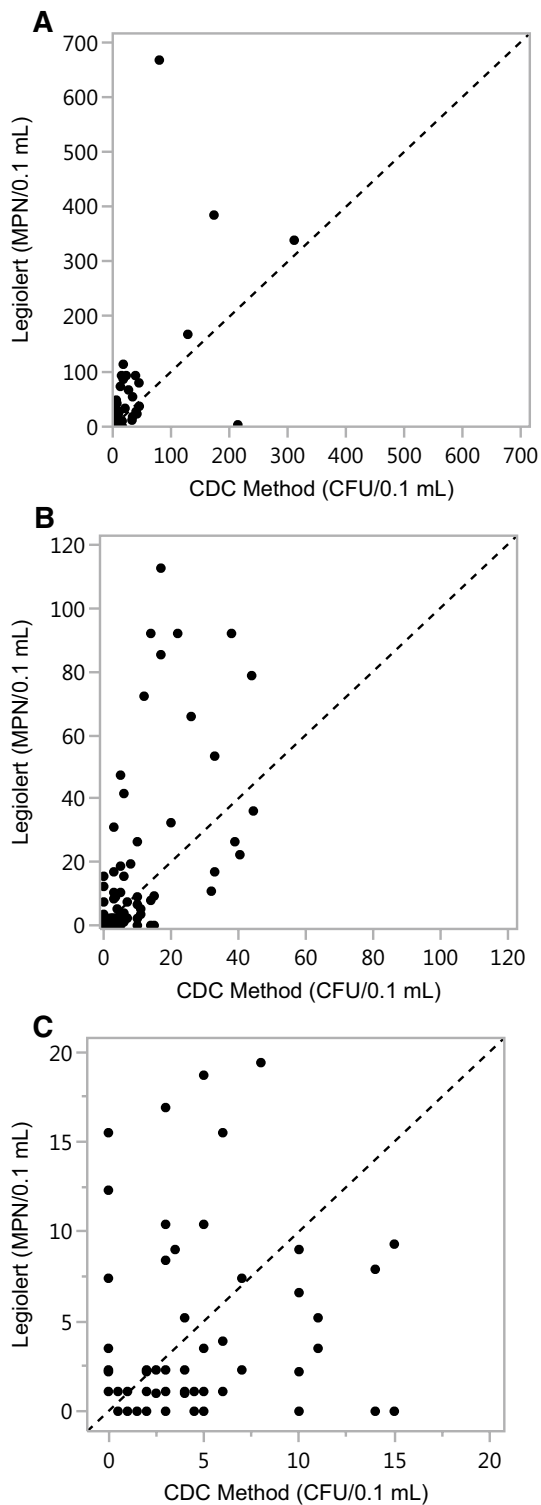 A
700
600
500
400
300
200
100
0
Legiolert (MPN/0.1 mL)
0 100 200 300 400 500 600 700
CDC Method (CFU/0.1 mL)
B
120
100
80
60
40
20
0
Legiolert (MPN/0.1 mL)
0 20 40 60 80 100 120
CDC Method (CFU/0.1 mL)
C
20
15
10
5
0
Legiolert (MPN/0.1 mL)
0 5 10 15 20
CDC Method (CFU/0.1 mL)